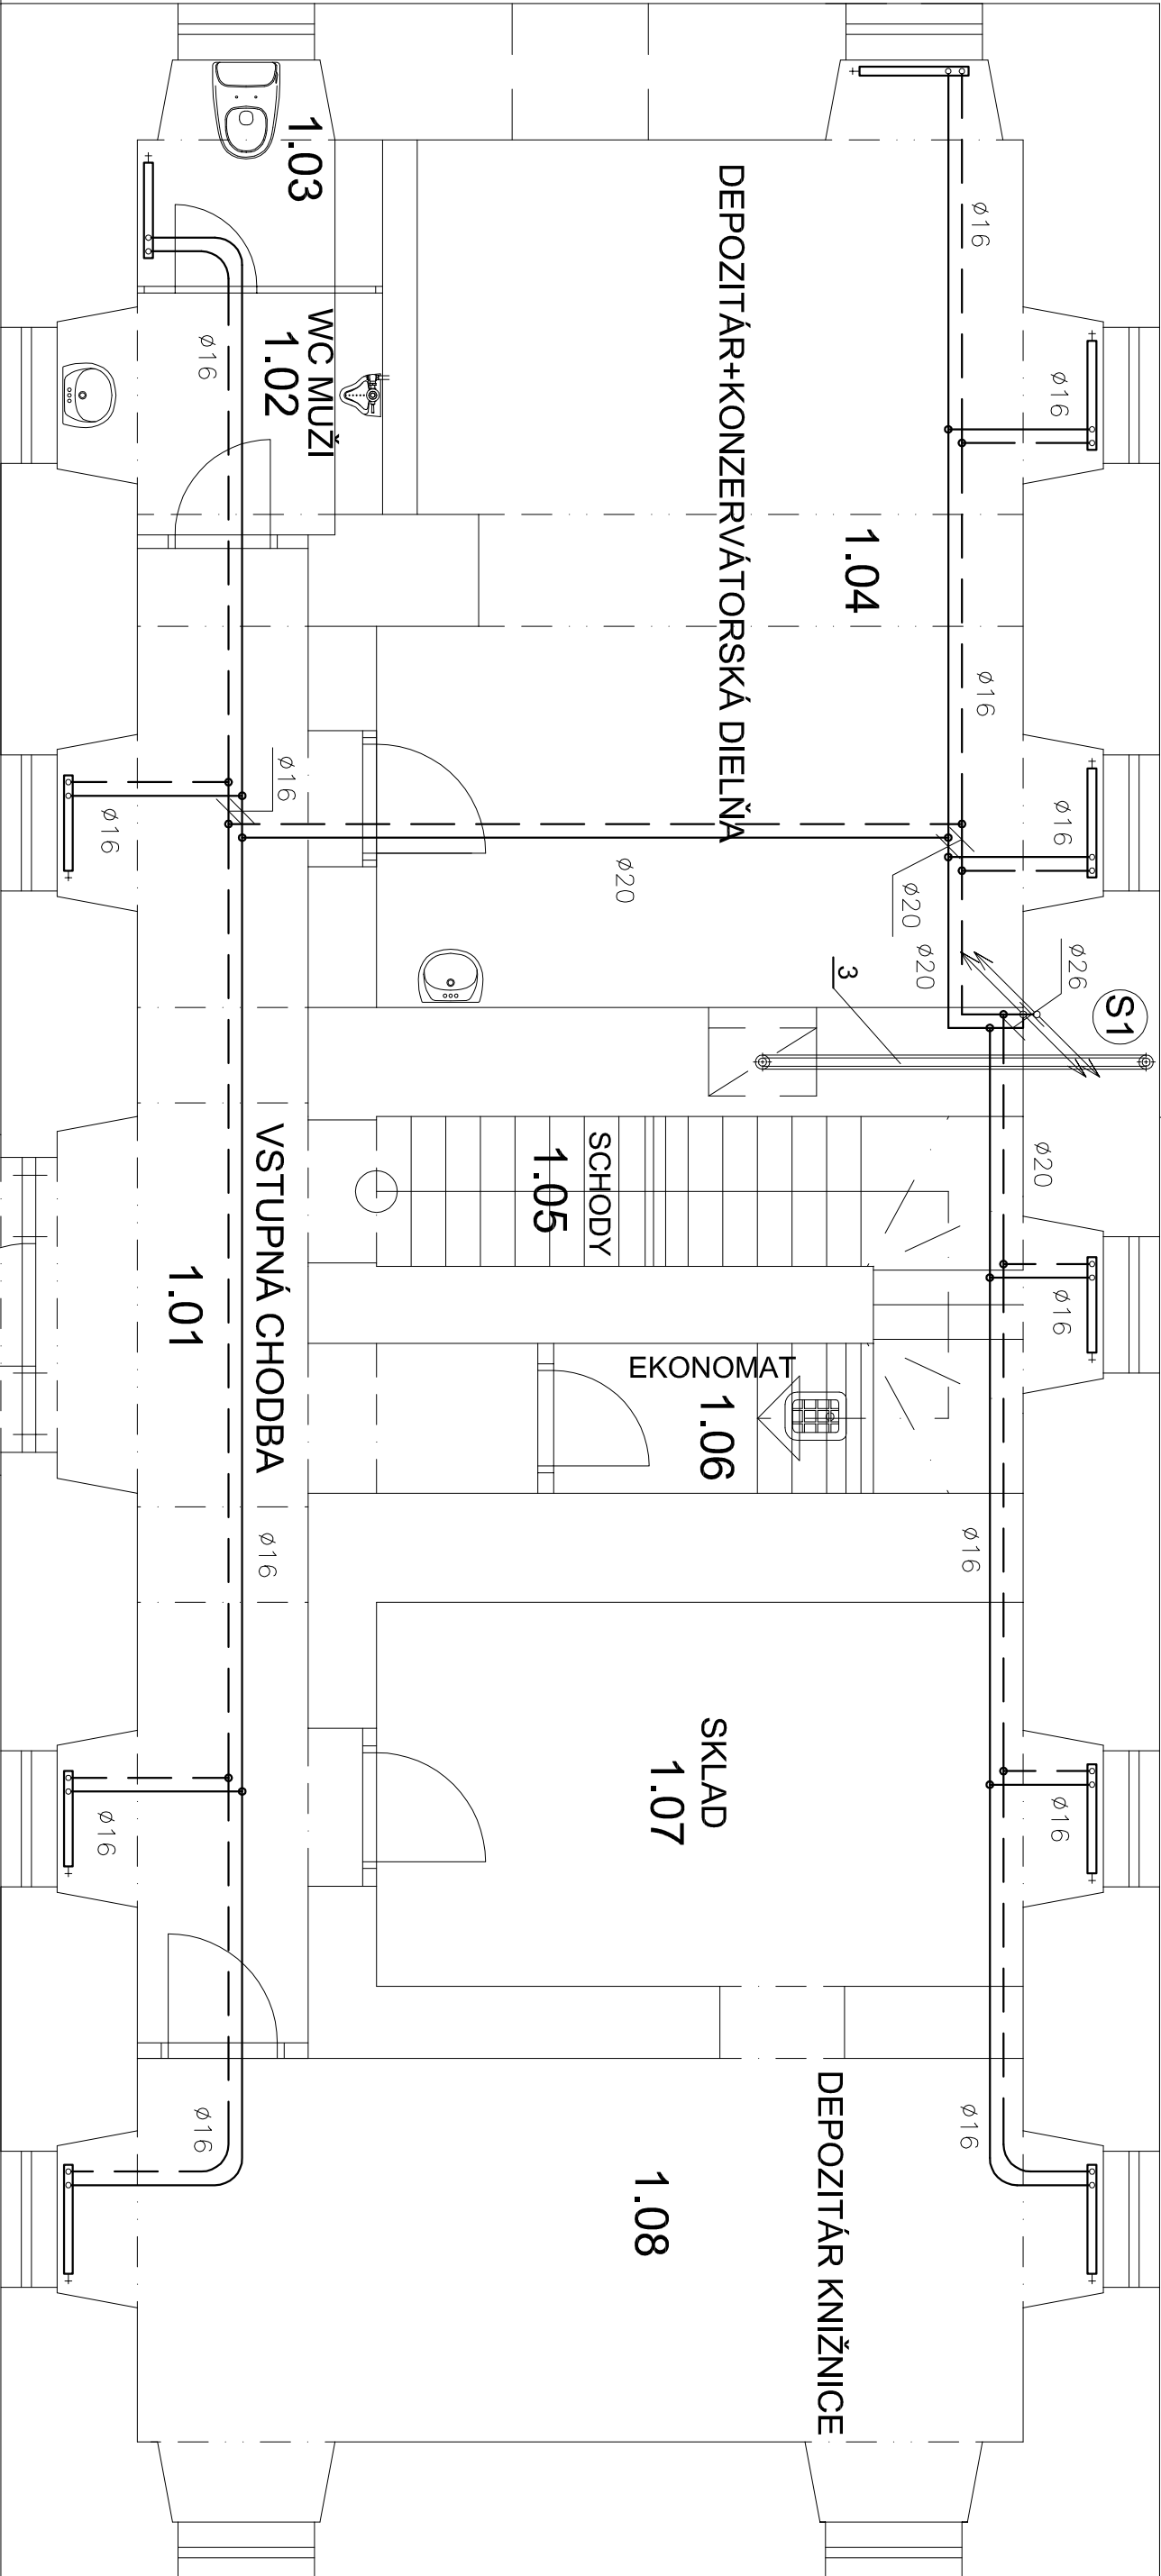 S1
Ø26
Ø16
Ø16
Ø16
Ø16
Ø20
Ø20
3
Ø20
Ø16
Ø16
Ø16
Ø16
1.04
DEPOZITÁR+KONZERVÁTORSKÁ DIELŇA
Ø20
SCHODY
1.05
EKONOMAT
1.06
SKLAD
1.07
DEPOZITÁR KNIŽNICE
1.08
1.03
WC MUŽI
1.02
Ø16
Ø16
Ø16
VSTUPNÁ CHODBA
1.01
Ø16
Ø16
Ø16